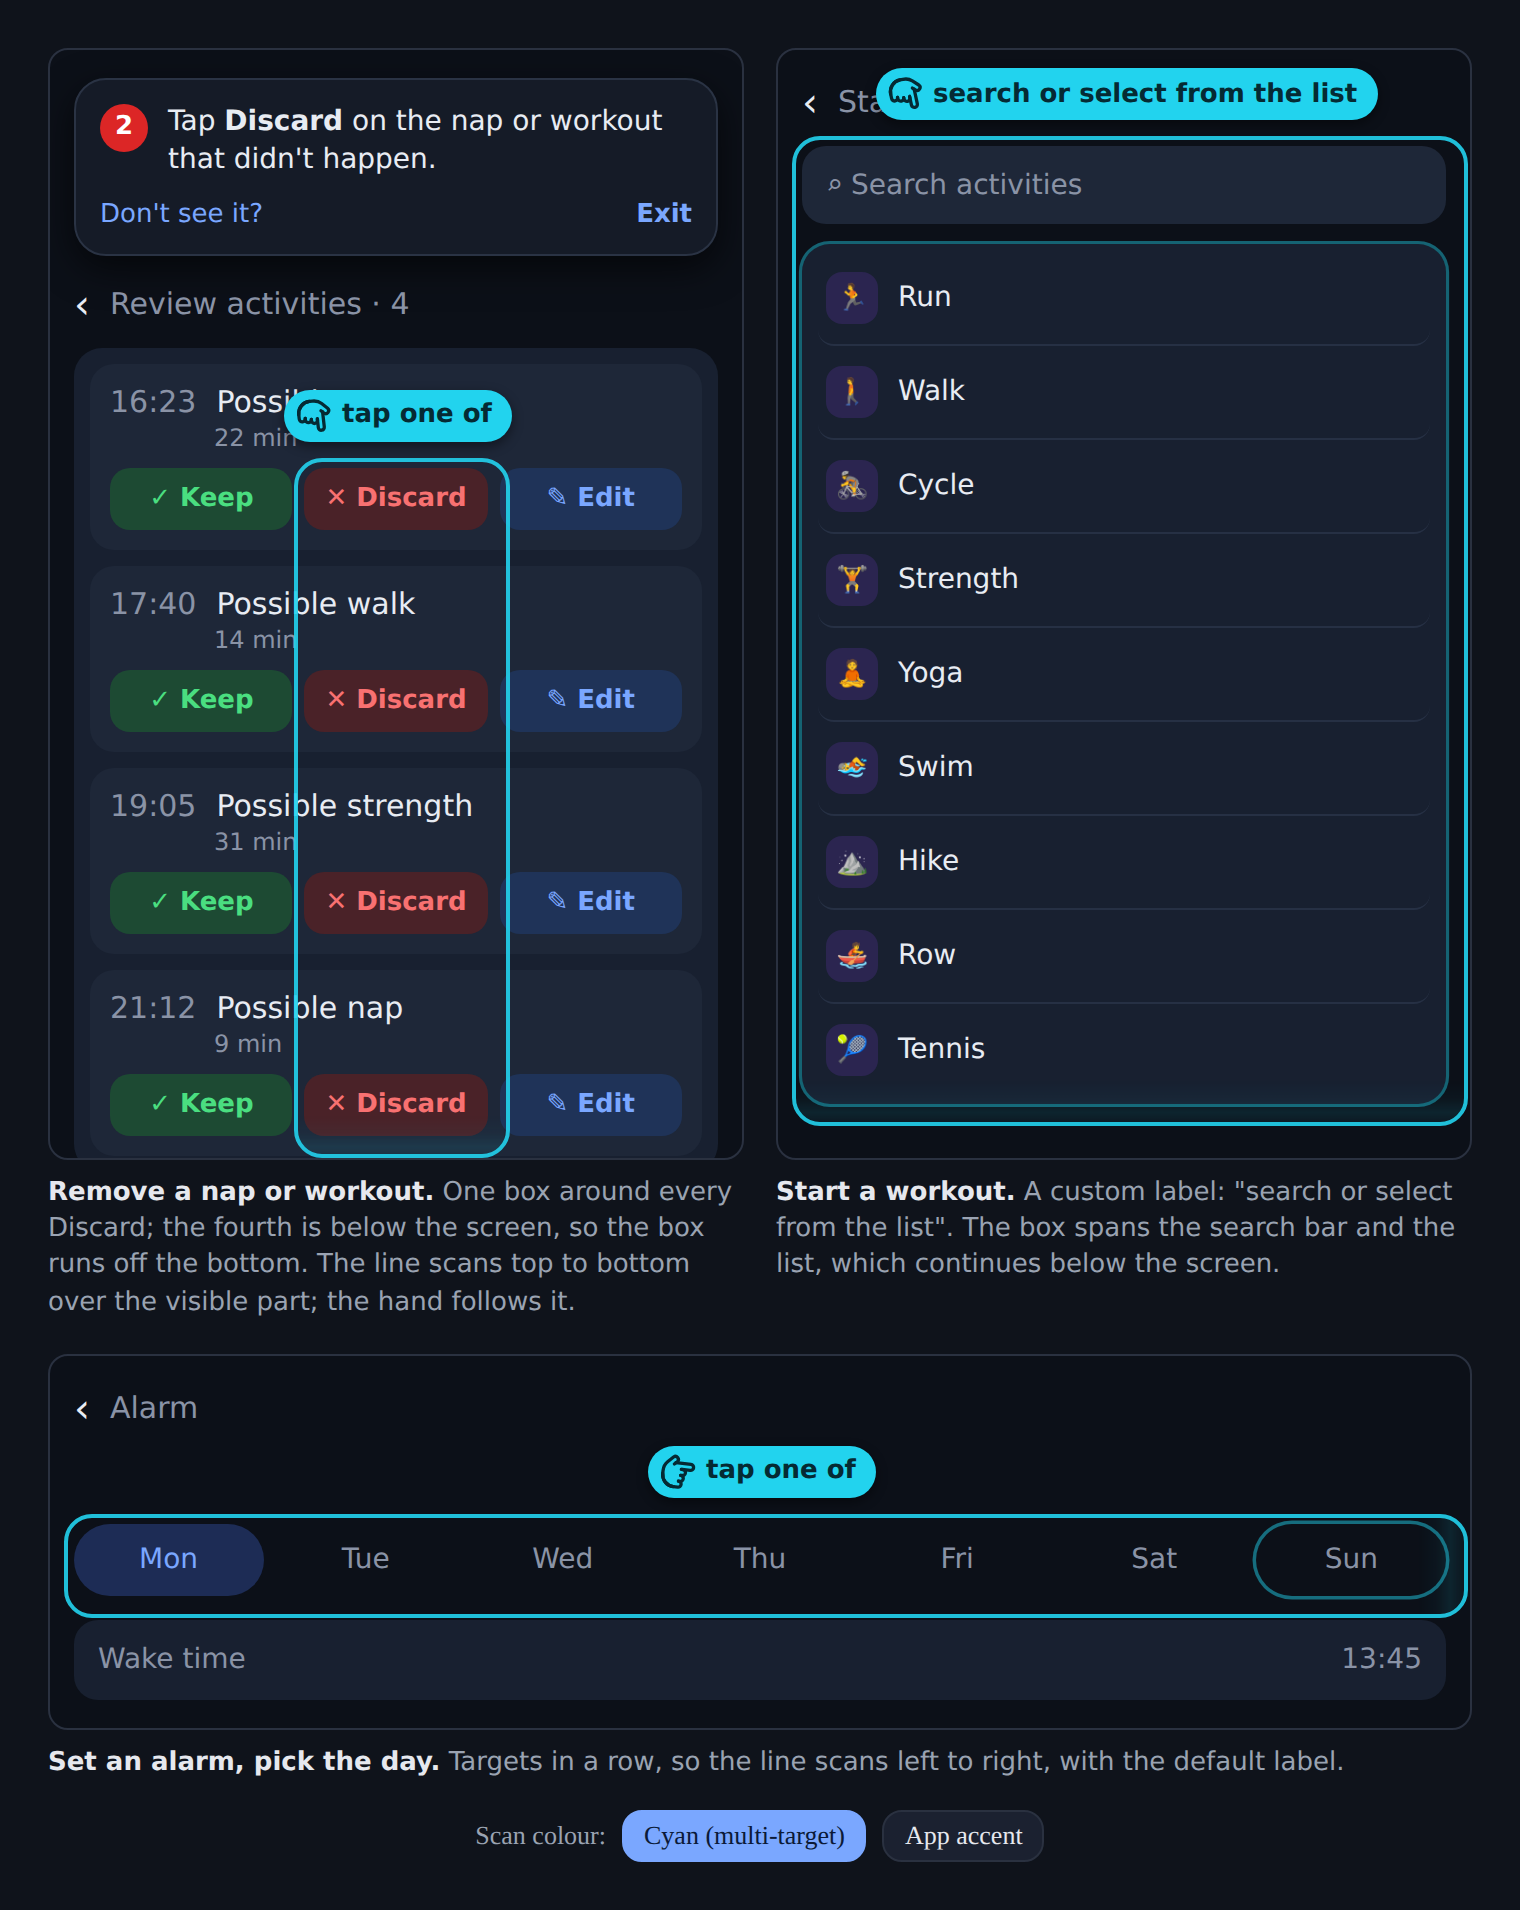 2
Tap Discard on the nap or workout
that didn't happen.
Don't see it?
Exit
‹ Review activities · 4
16:23
22 min
tap one of
✓ Keep
✕ Discard
✎ Edit
17:40 Possible walk
14 min
✓ Keep
✕ Discard
✎ Edit
19:05 Possible strength
31 min
✓ Keep
✕ Discard
✎ Edit
21:12 Possible nap
9 min
✓ Keep
✕ Discard
✎ Edit
Remove a nap or workout. One box around every
Discard; the fourth is below the screen, so the box
runs off the bottom. The line scans top to bottom
over the visible part; the hand follows it.
search or select from the list
Search activities
Run
Walk
Cycle
Strength
Yoga
Swim
Hike
Row
Tennis
Start a workout. A custom label: "search or select
from the list". The box spans the search bar and the
list, which continues below the screen.
‹ Alarm
tap one of
Mon Tue Wed Thu Fri Sat Sun
Wake time 13:45
Set an alarm, pick the day. Targets in a row, so the line scans left to right, with the default label.
Scan colour: Cyan (multi-target) App accent